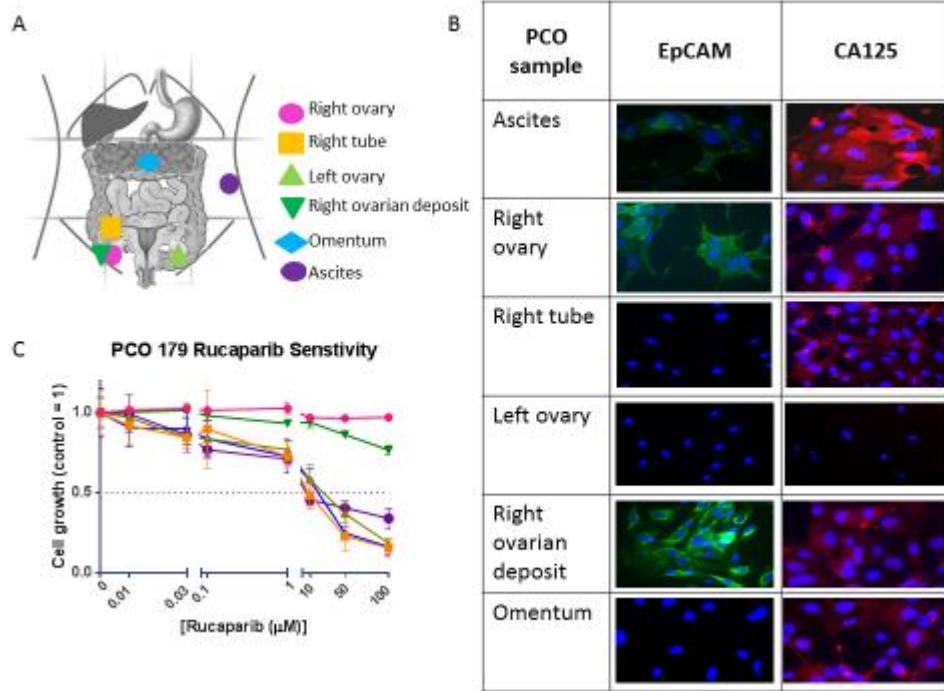 A
Right ovary
Right tube
Left ovary
Right ovarian deposit
Omentum
Ascites
B
PCO
sample
EpCAM
CA125
Ascites
Right
ovary
Right tube
Left ovary
Right
ovarian
deposit
Omentum
C
PCO 179 Rucaparib Senstivity
Cell growth (control = 1)
1.0
0.5
0.0
0
0.01
0.03
0.1
1
10
50
100
[Rucaparib (µM)]